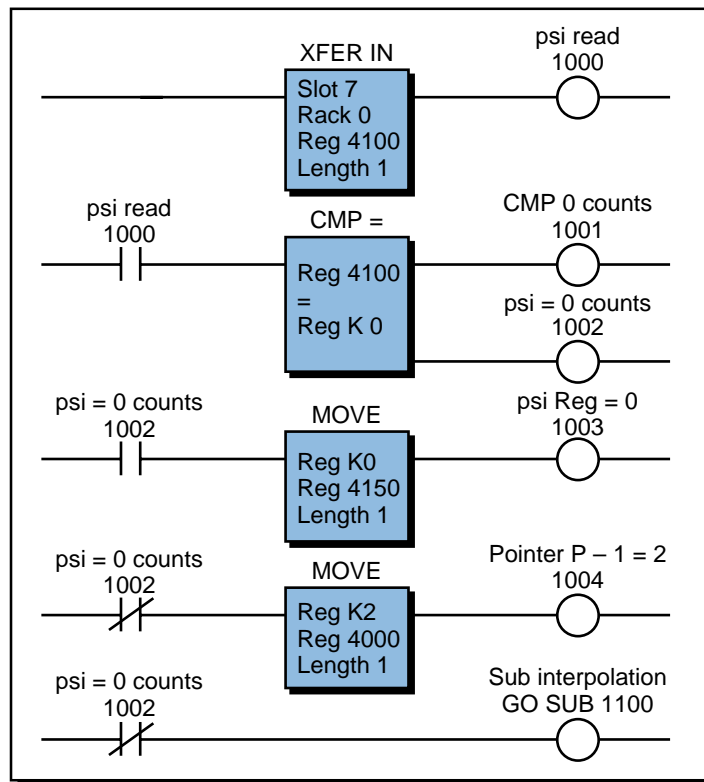 XFER IN
psi read
1000
Slot 7
Rack 0
Reg 4100
Length 1
psi read
1000
CMP =
Reg 4100
=
Reg K 0
CMP 0 counts
1001
psi = 0 counts
1002
psi = 0 counts
1002
MOVE
Reg K0
Reg 4150
Length 1
psi Reg = 0
1003
psi = 0 counts
1002
MOVE
Reg K2
Reg 4000
Length 1
Pointer P – 1 = 2
1004
psi = 0 counts
1002
Sub interpolation
GO SUB 1100